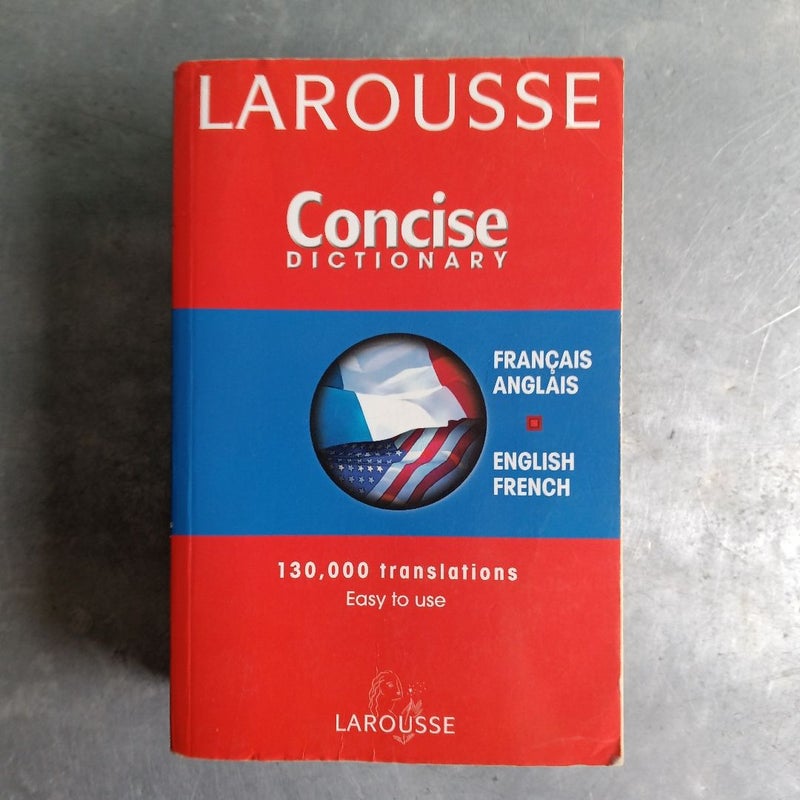 LAROUSSE
Concise
DICTIONARY
FRANÇAIS
ANGLAIS
ENGLISH
FRENCH
130,000 translations
Easy to use
LAROUSSE